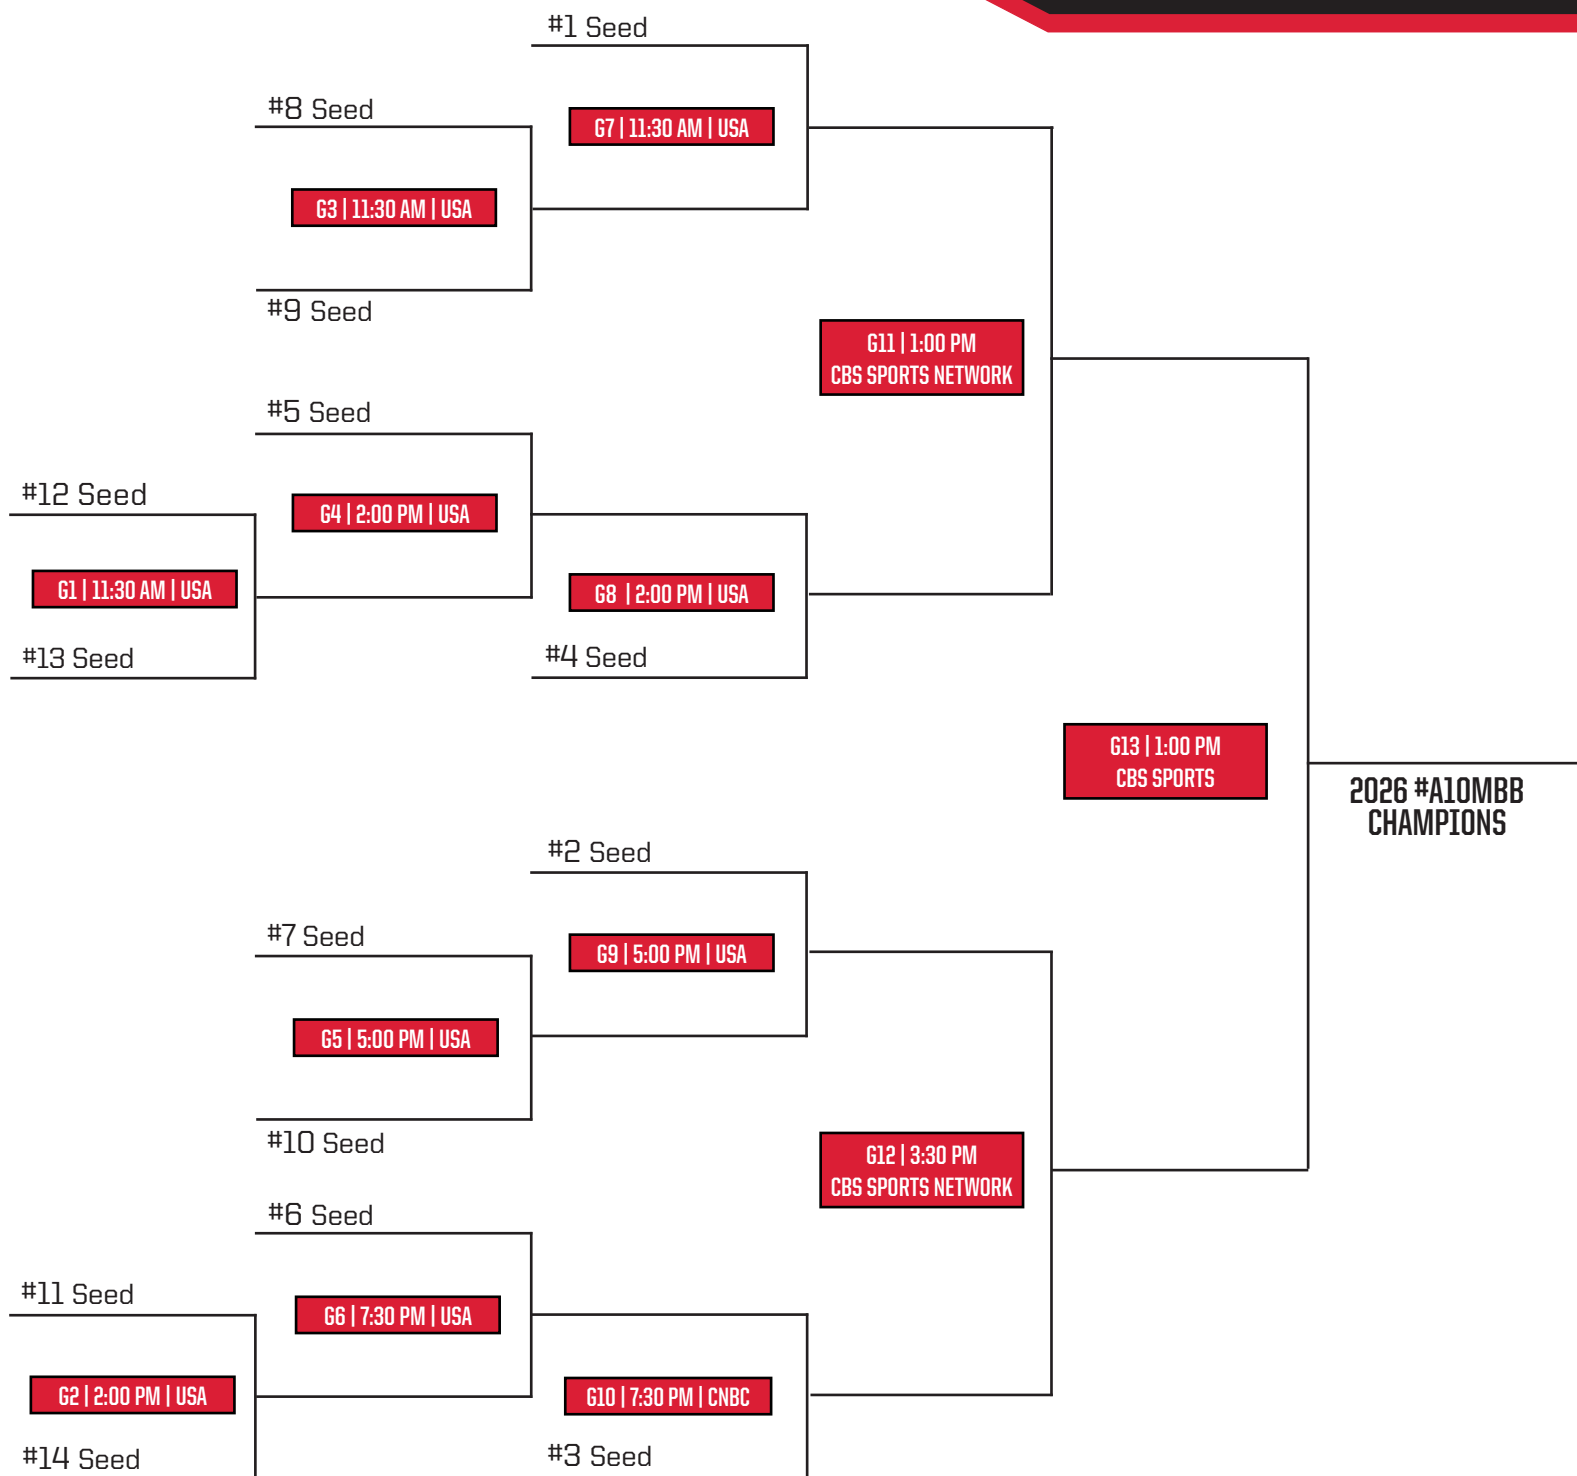 #1 Seed
#8 Seed
G7 | 11:30 AM | USA
G3 | 11:30 AM | USA
#9 Seed
G11 | 1:00 PM
CBS SPORTS NETWORK
#5 Seed
#12 Seed
G4 | 2:00 PM | USA
G1 | 11:30 AM | USA
G8 | 2:00 PM | USA
#13 Seed
#4 Seed
G13 | 1:00 PM
CBS SPORTS
2026 #A10MBB
CHAMPIONS
#2 Seed
#7 Seed
G9 | 5:00 PM | USA
G5 | 5:00 PM | USA
#10 Seed
G12 | 3:30 PM
CBS SPORTS NETWORK
#6 Seed
#11 Seed
G6 | 7:30 PM | USA
G2 | 2:00 PM | USA
G10 | 7:30 PM | CNBC
#14 Seed
#3 Seed